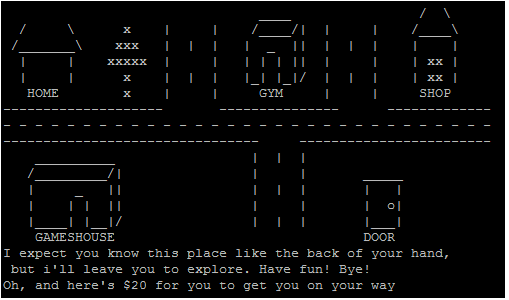 HOME GYM SHOP
GAMESHOUSE DOOR
I expect you know this place like the back of your hand,
but i'll leave you to explore. Have fun! Bye!
Oh, and here's $20 for you to get you on your way